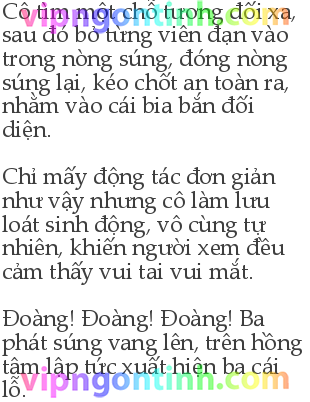 Cô tìm một chỗ tương đối xa,
sau đó bỏ từng viên đạn vào
trong nòng súng, đóng nòng
súng lại, kéo chốt an toàn ra,
nhằm vào cái bia bắn đối
diện.
Chỉ mấy động tác đơn giản
như vậy nhưng cô làm lưu
loát sinh động, vô cùng tự
nhiên, khiến người xem đều
cảm thấy vui tai vui mắt.
Đoàng! Đoàng! Đoàng! Ba
phát súng vang lên, trên hồng
tâm lập tức xuất hiện ba cái
lỗ.
vipngontinh.com
vipngontinh.com